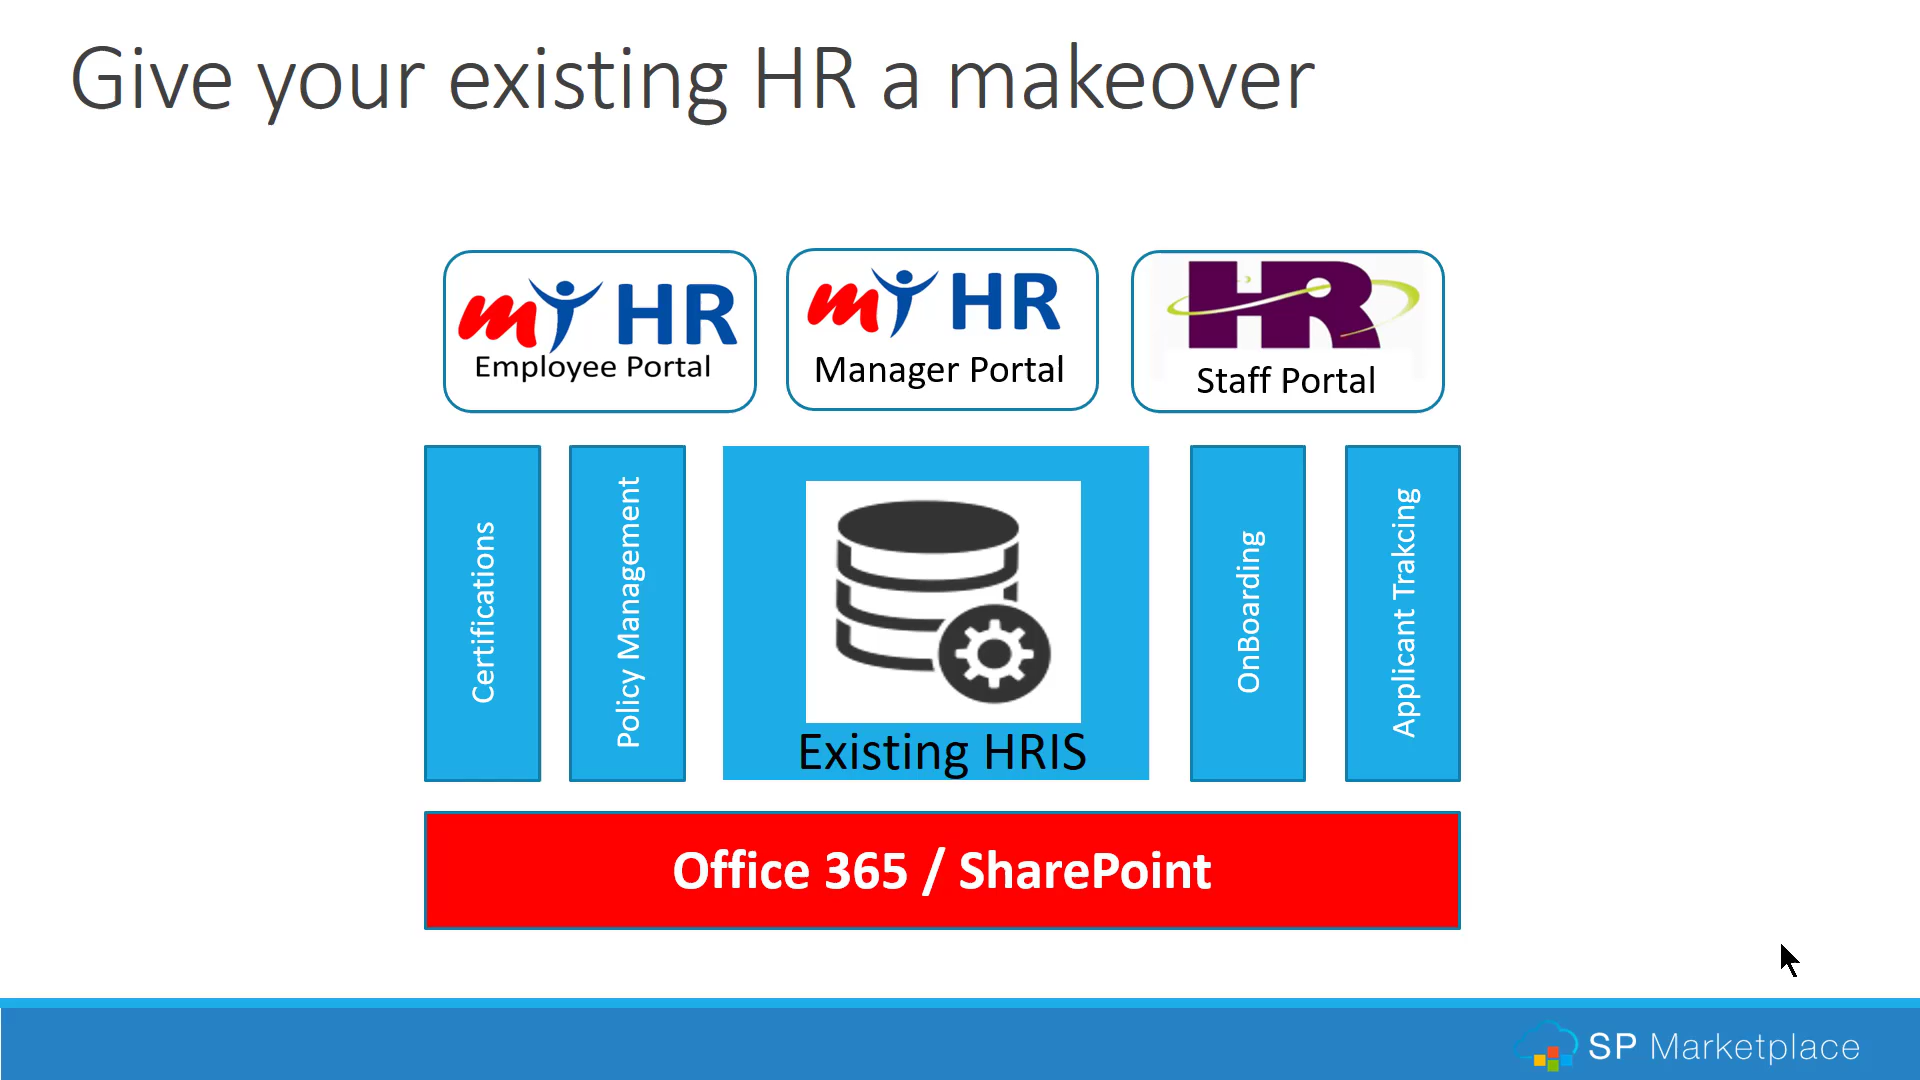 Give your existing HR a makeover
my HR
Employee Portal
my HR
Manager Portal
HR
Staff Portal
Certifications
Policy Management
Existing HRIS
OnBoarding
Applicant Trakcing
Office 365 / SharePoint
SP Marketplace